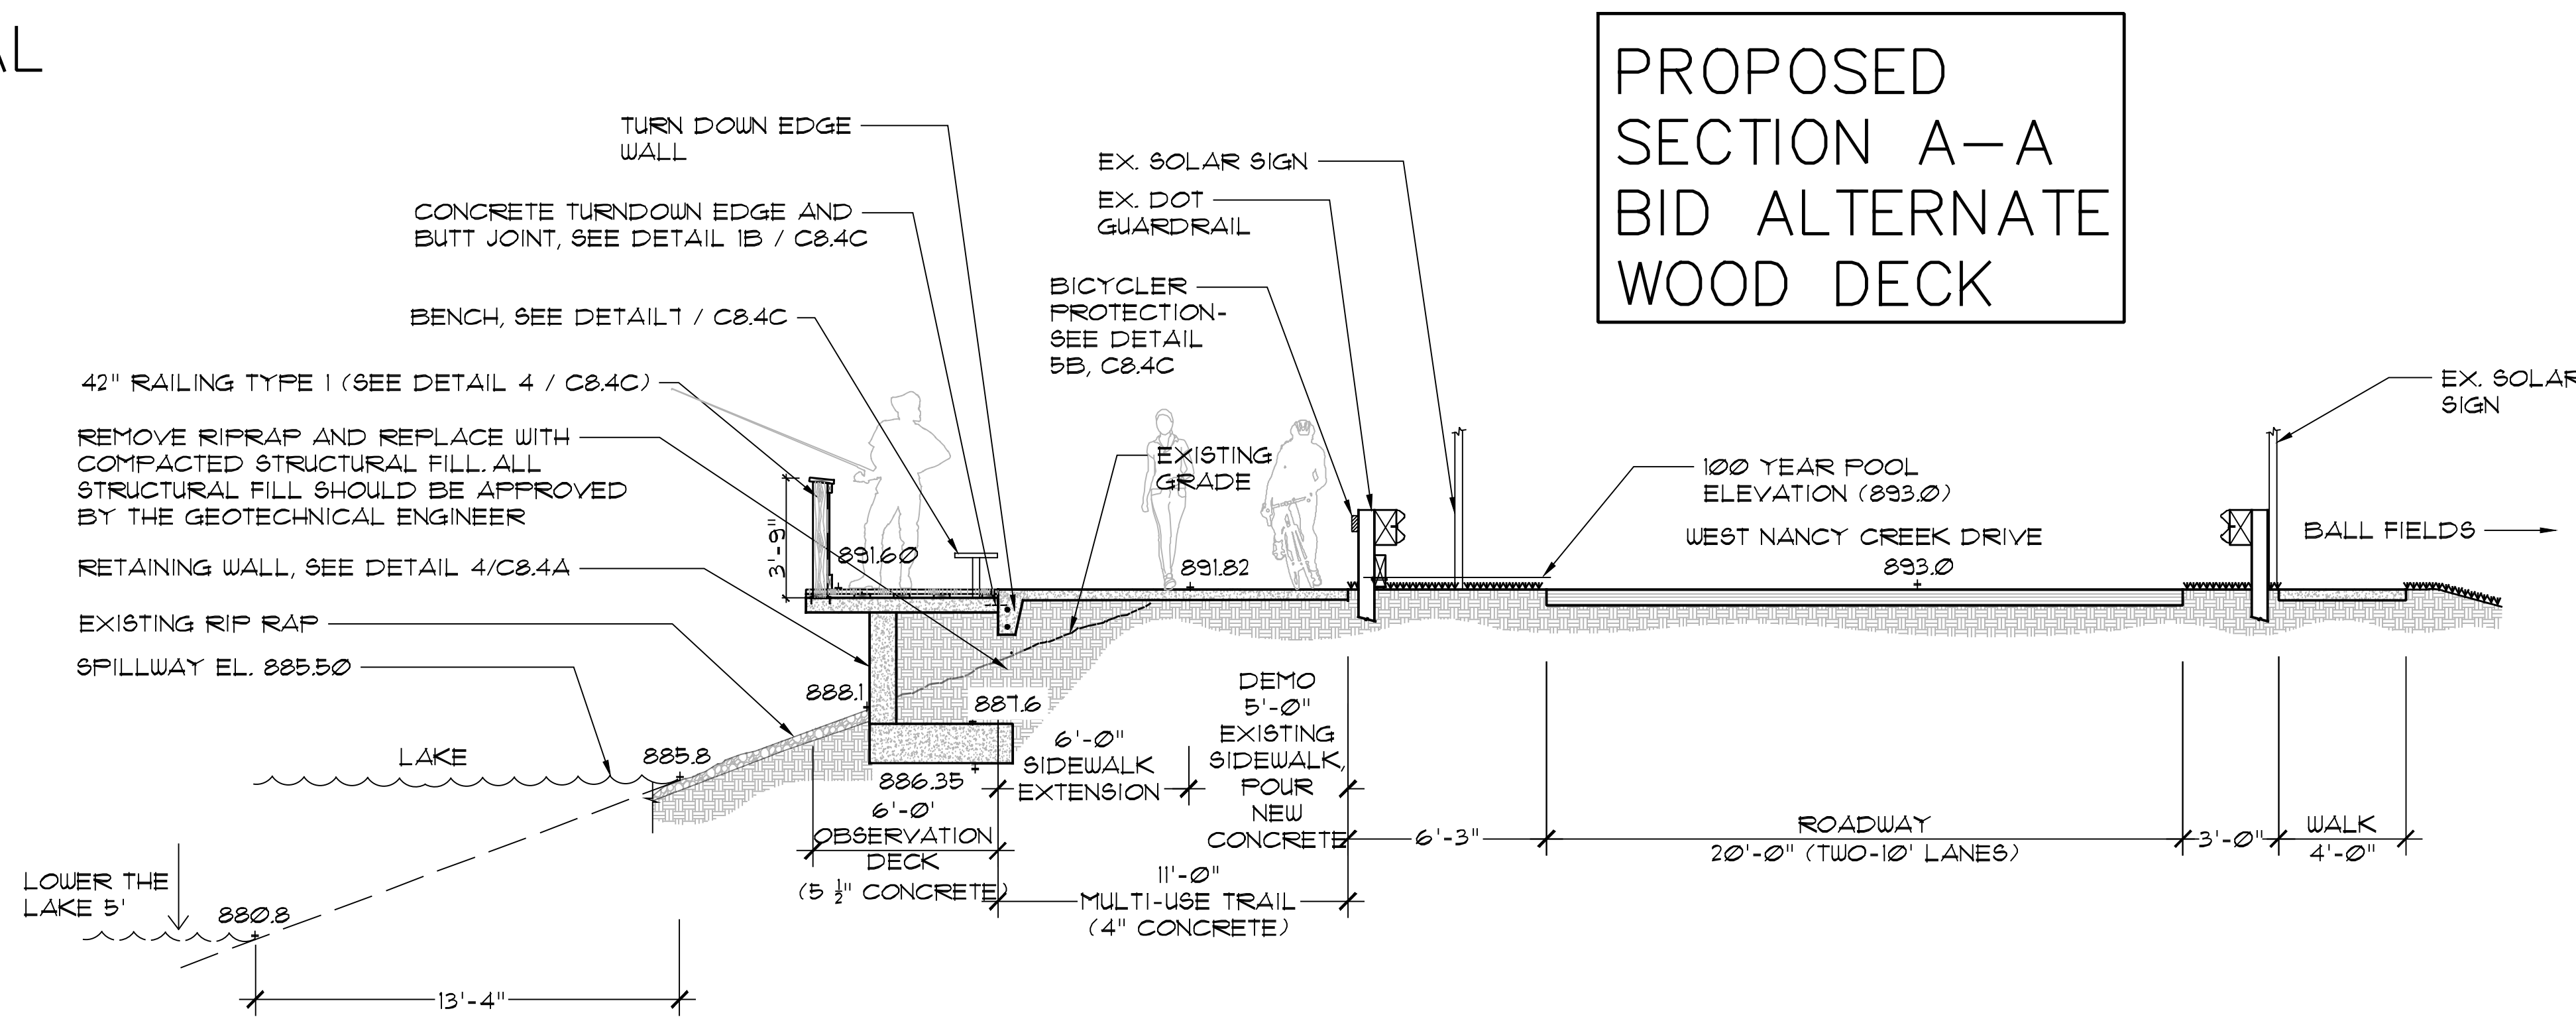 AL
PROPOSED
SECTION A-A
BID ALTERNATE
WOOD DECK
TURN DOWN EDGE
WALL
CONCRETE TURNDOWN EDGE AND
BUTT JOINT, SEE DETAIL 1B / C8.4C
BENCH, SEE DETAIL7 / C8.4C
42" RAILING TYPE 1 (SEE DETAIL 4 / C8.4C)
REMOVE RIPRAP AND REPLACE WITH
COMPACTED STRUCTURAL FILL. ALL
STRUCTURAL FILL SHOULD BE APPROVED
BY THE GEOTECHNICAL ENGINEER
RETAINING WALL, SEE DETAIL 4/C8.4A
EXISTING RIP RAP
SPILLWAY EL. 885.50
LAKE
LOWER THE
LAKE 5'
880.8
13'-4"
885.8
888.1
887.6
886.35
3'-9"
891.60
EX. SOLAR SIGN
EX. DOT
GUARDRAIL
BICYCLER
PROTECTION-
SEE DETAIL
5B, C8.4C
EXISTING
GRADE
891.82
100 YEAR POOL
ELEVATION (893.0)
WEST NANCY CREEK DRIVE
893.0
EX. SOLAR
SIGN
BALL FIELDS
6'-0'
OBSERVATION
DECK
(5 ½" CONCRETE)
6'-0"
SIDEWALK
EXTENSION
DEMO
5'-0"
EXISTING
SIDEWALK,
POUR
NEW
CONCRETE
11'-0"
MULTI-USE TRAIL
(4" CONCRETE)
6'-3"
ROADWAY
20'-0" (TWO-10' LANES)
3'-0"
WALK
4'-0"